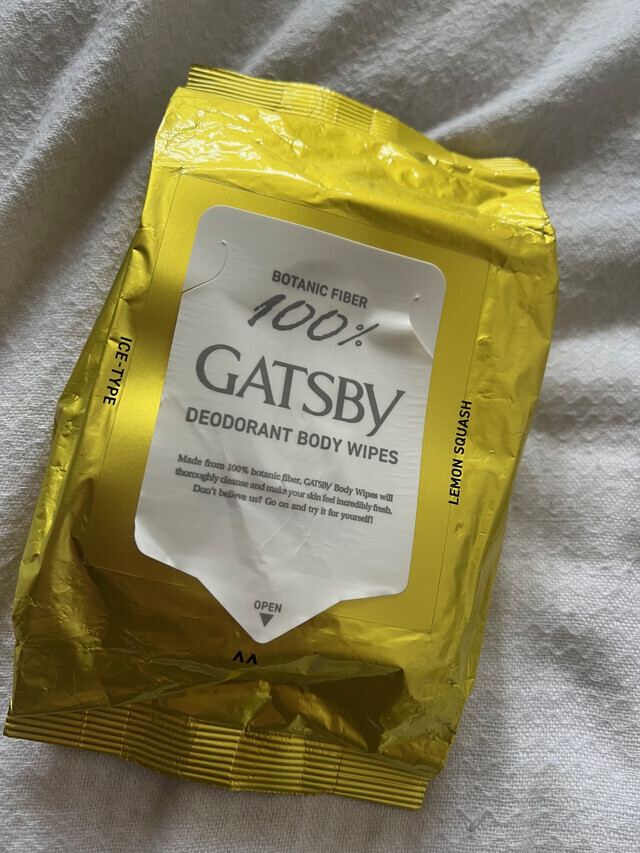 BOTANIC FIBER
100%
GATSBY
DEODORANT BODY WIPES
Made from 100% botanic fiber, GATSBY Body Wipes will
thoroughly cleanse and make your skin feel incredibly fresh.
Don't believe us? Go on and try it for yourself!
OPEN
ICE-TYPE
LEMON SQUASH